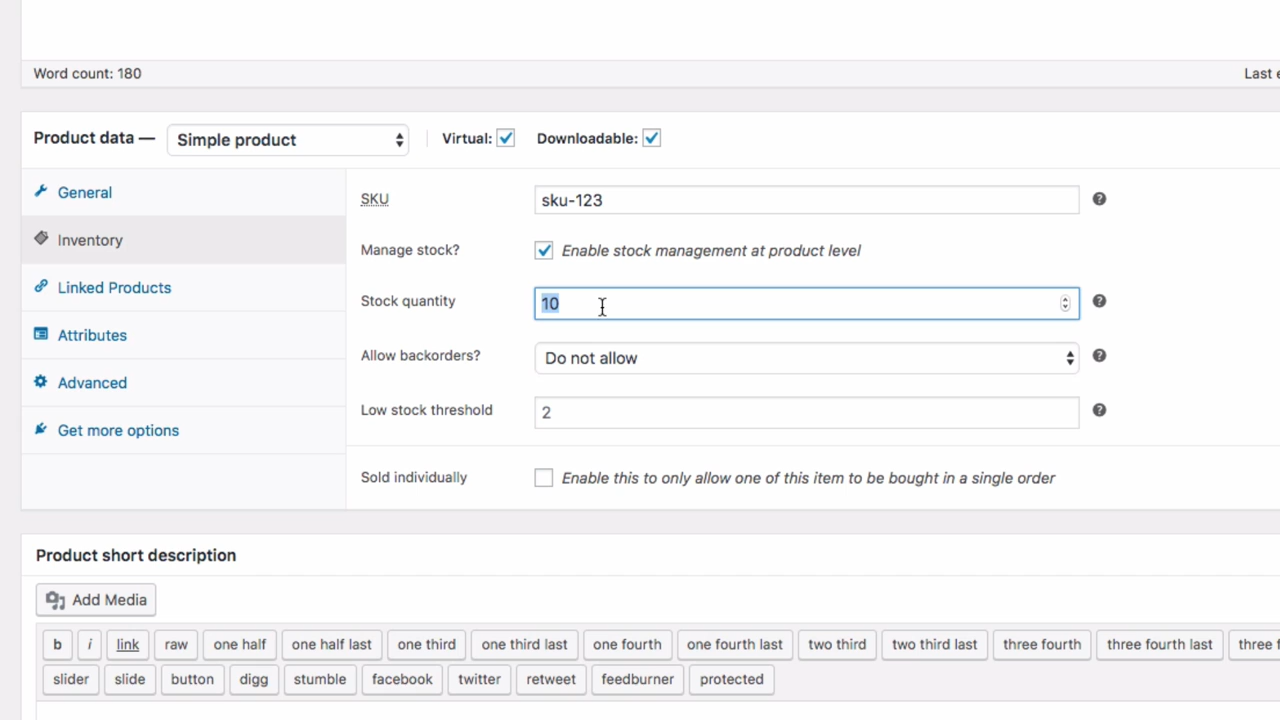 Word count: 180 Last e
Product data — Simple product Virtual: Downloadable:
General
Inventory
Linked Products
Attributes
Advanced
Get more options
SKU sku-123
Manage stock? Enable stock management at product level
Stock quantity 10
Allow backorders? Do not allow
Low stock threshold 2
Sold individually Enable this to only allow one of this item to be bought in a single order
Product short description
Add Media
b i link raw one half one half last one third one third last one fourth one fourth last two third two third last three fourth three fourth last three f
slider slide button digg stumble facebook twitter retweet feedburner protected